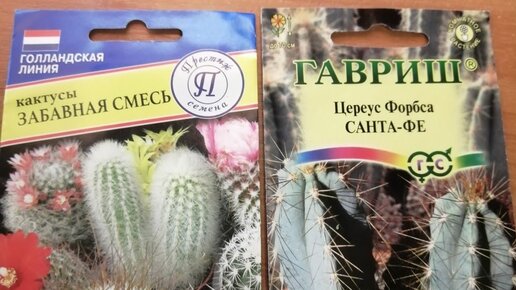 ГОЛЛАНДСКАЯ
ЛИНИЯ
кактусы
ЗАБАВНАЯ СМЕСЬ
Престиж
П
семена
ГАВРИШ®
Цереус Форбса
САНТА-ФЕ